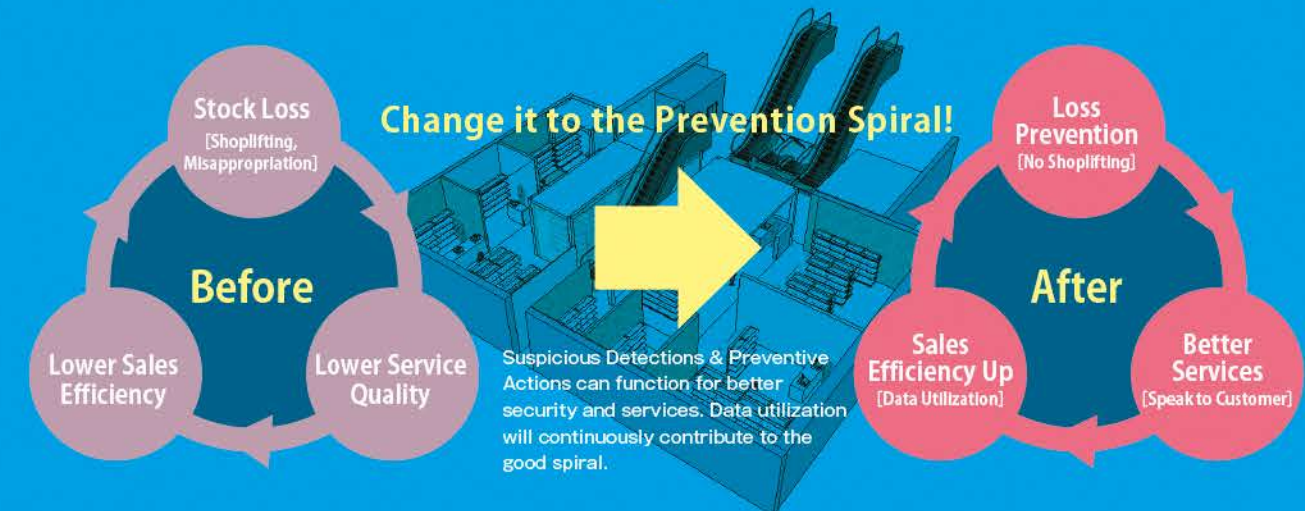 Change it to the Prevention Spiral!
Before
Stock Loss
[Shoplifting,
Misappropriation]
Lower Service
Quality
Lower Sales
Efficiency
Suspicious Detections & Preventive
Actions can function for better
security and services. Data utilization
will continuously contribute to the
good spiral.
After
Loss
Prevention
[No Shoplifting]
Better
Services
[Speak to Customer]
Sales
Efficiency Up
[Data Utilization]